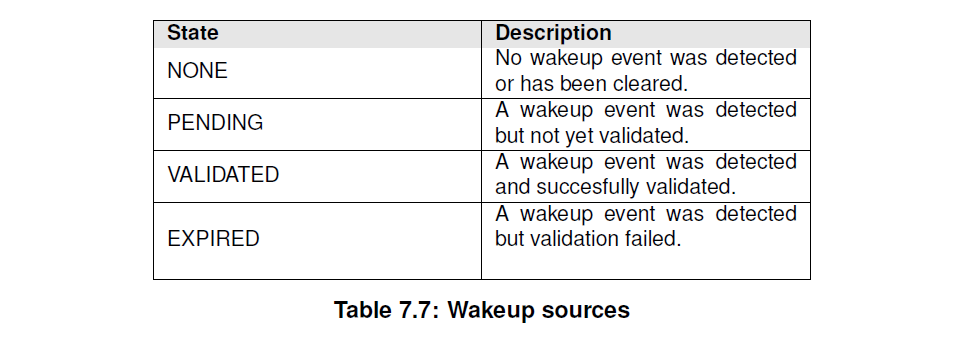 State Description
NONE No wakeup event was detected
or has been cleared.
PENDING A wakeup event was detected
but not yet validated.
VALIDATED A wakeup event was detected
and succesfully validated.
EXPIRED A wakeup event was detected
but validation failed.
Table 7.7: Wakeup sources